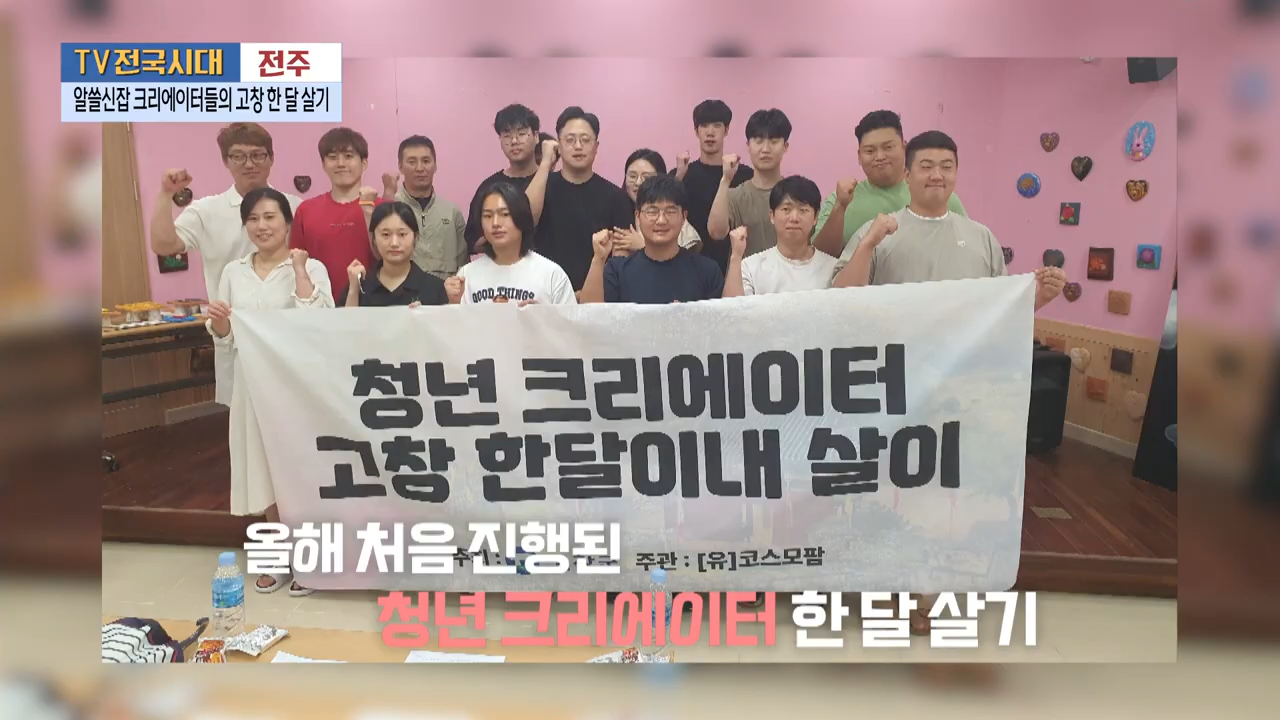 TV전국시대 전주
알쓸신잡 크리에이터들의 고창 한 달 살기
GOOD THINGS
청년 크리에이터
고창 한달이내 살이
주관 : [유]코스모팜
올해 처음 진행된
청년 크리에이터 한 달 살기